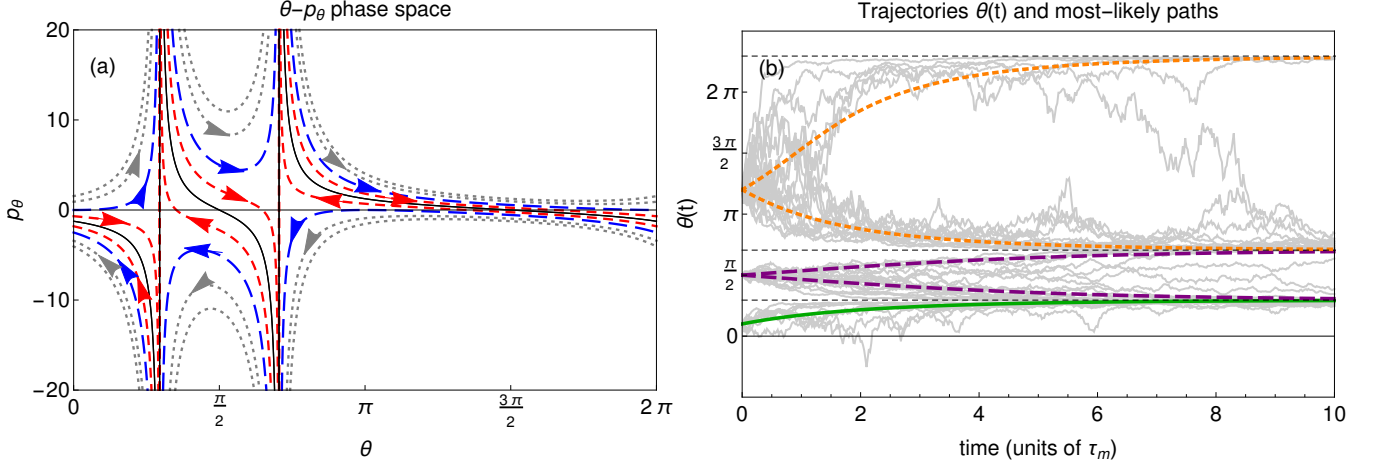 θ−pθ phase space
(a)
20
10
0
−10
−20
pθ
0
π/2
π
3π/2
2π
θ
Trajectories θ(t) and most-likely paths
(b)
2π
3π/2
π
π/2
0
θ(t)
0
2
4
6
8
10
time (units of τm)